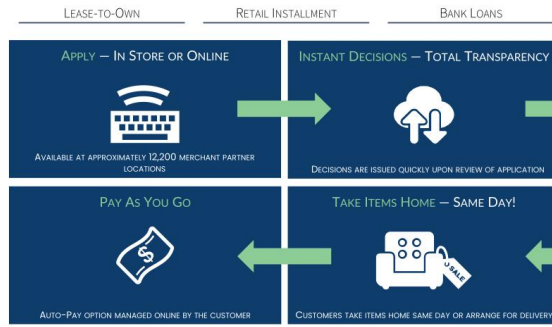 LEASE-TO-OWN
RETAIL INSTALLMENT
BANK LOANS
APPLY – IN STORE OR ONLINE
AVAILABLE AT APPROXIMATELY 12,200 MERCHANT PARTNER
LOCATIONS
INSTANT DECISIONS – TOTAL TRANSPARENCY
DECISIONS ARE ISSUED QUICKLY UPON REVIEW OF APPLICATION
PAY AS YOU GO
$
AUTO-PAY OPTION MANAGED ONLINE BY THE CUSTOMER
TAKE ITEMS HOME – SAME DAY!
SALE
CUSTOMERS TAKE ITEMS HOME SAME DAY OR ARRANGE FOR DELIVERY